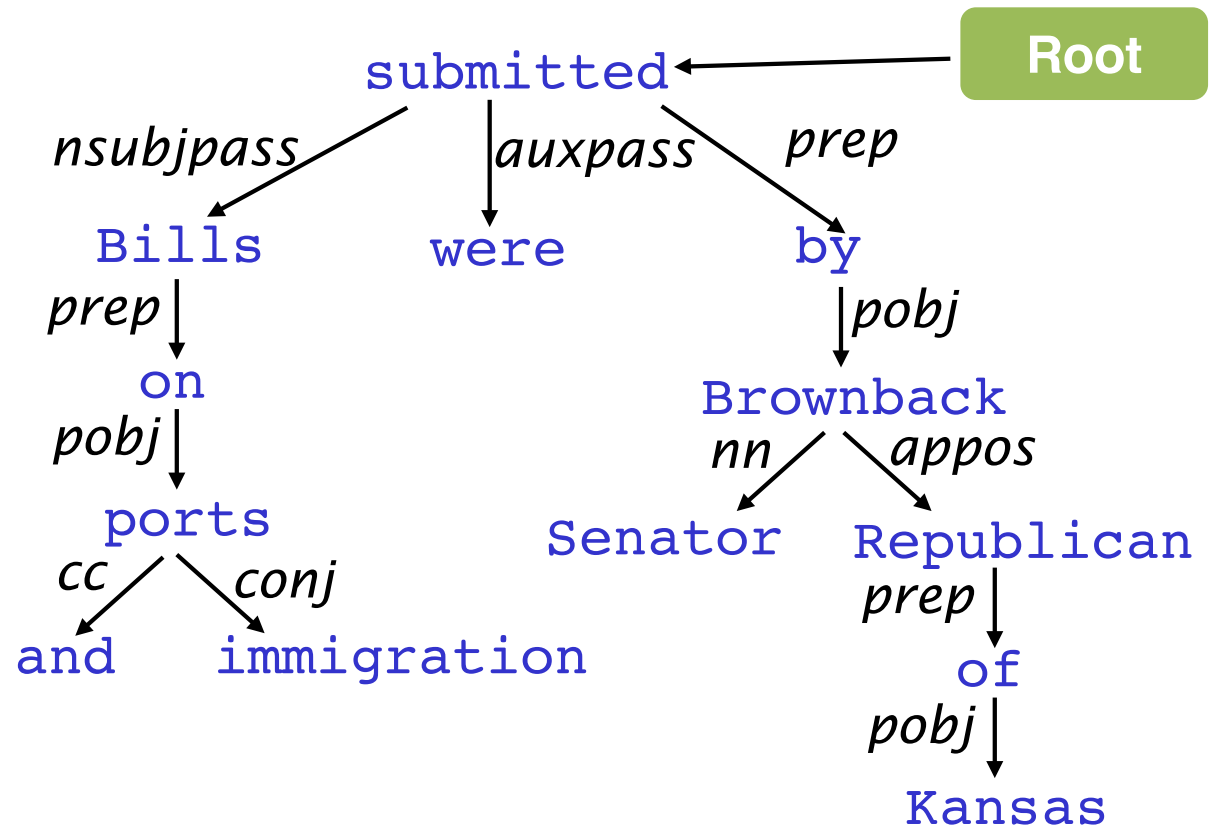 Root
submitted
nsubjpass auxpass prep
Bills were by
prep pobj
on Brownback
pobj nn appos
ports Senator Republican
cc conj prep
and immigration of
pobj
Kansas